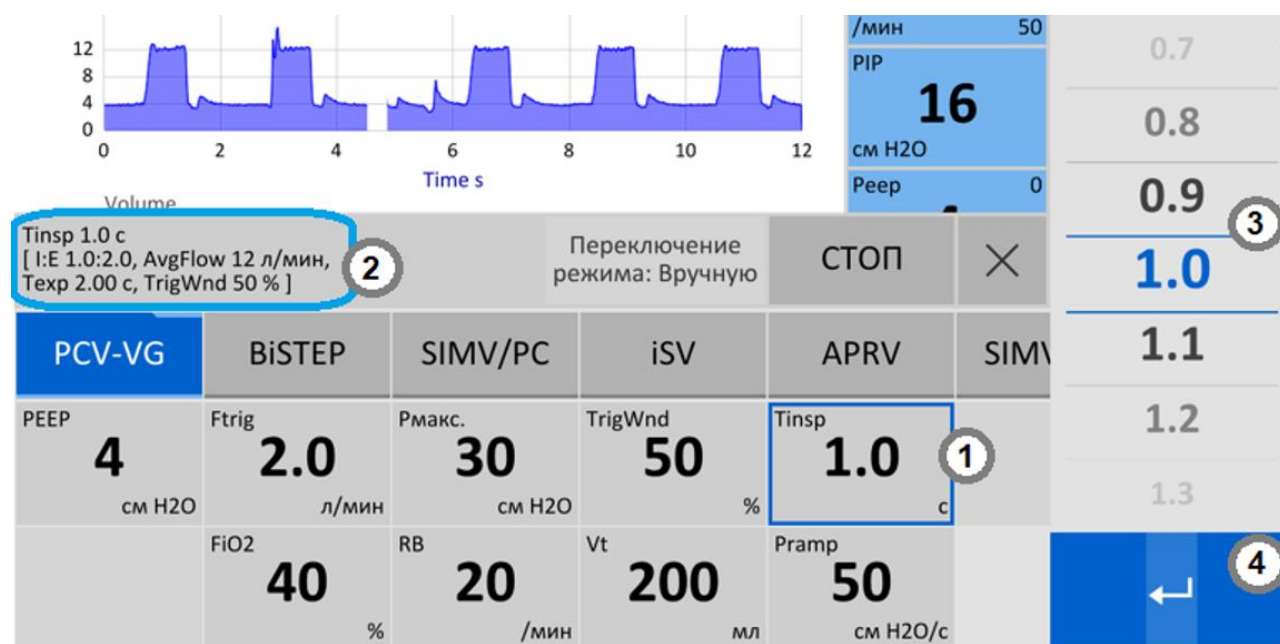 12
8
4
0
0 2 4 6 8 10 12
Time s
Volume
/мин 50
PIP
16
см H2O
Peep 0
0.7
0.8
0.9
1.0
1.1
1.2
1.3
3
4
Tinsp 1.0 с
[ I:E 1.0:2.0, AvgFlow 12 л/мин,
Texp 2.00 с, TrigWnd 50 % ]
2
Переключение
режима: Вручную
СТОП
PCV-VG BiSTEP SIMV/PC iSV APRV SIMV
PEEP Ftrig Pмакс. TrigWnd Tinsp
4 2.0 30 50 1.0 1
см H2O л/мин см H2O % с
FiO2 RB Vt Pramp
40 20 200 50
% /мин мл см H2O/с